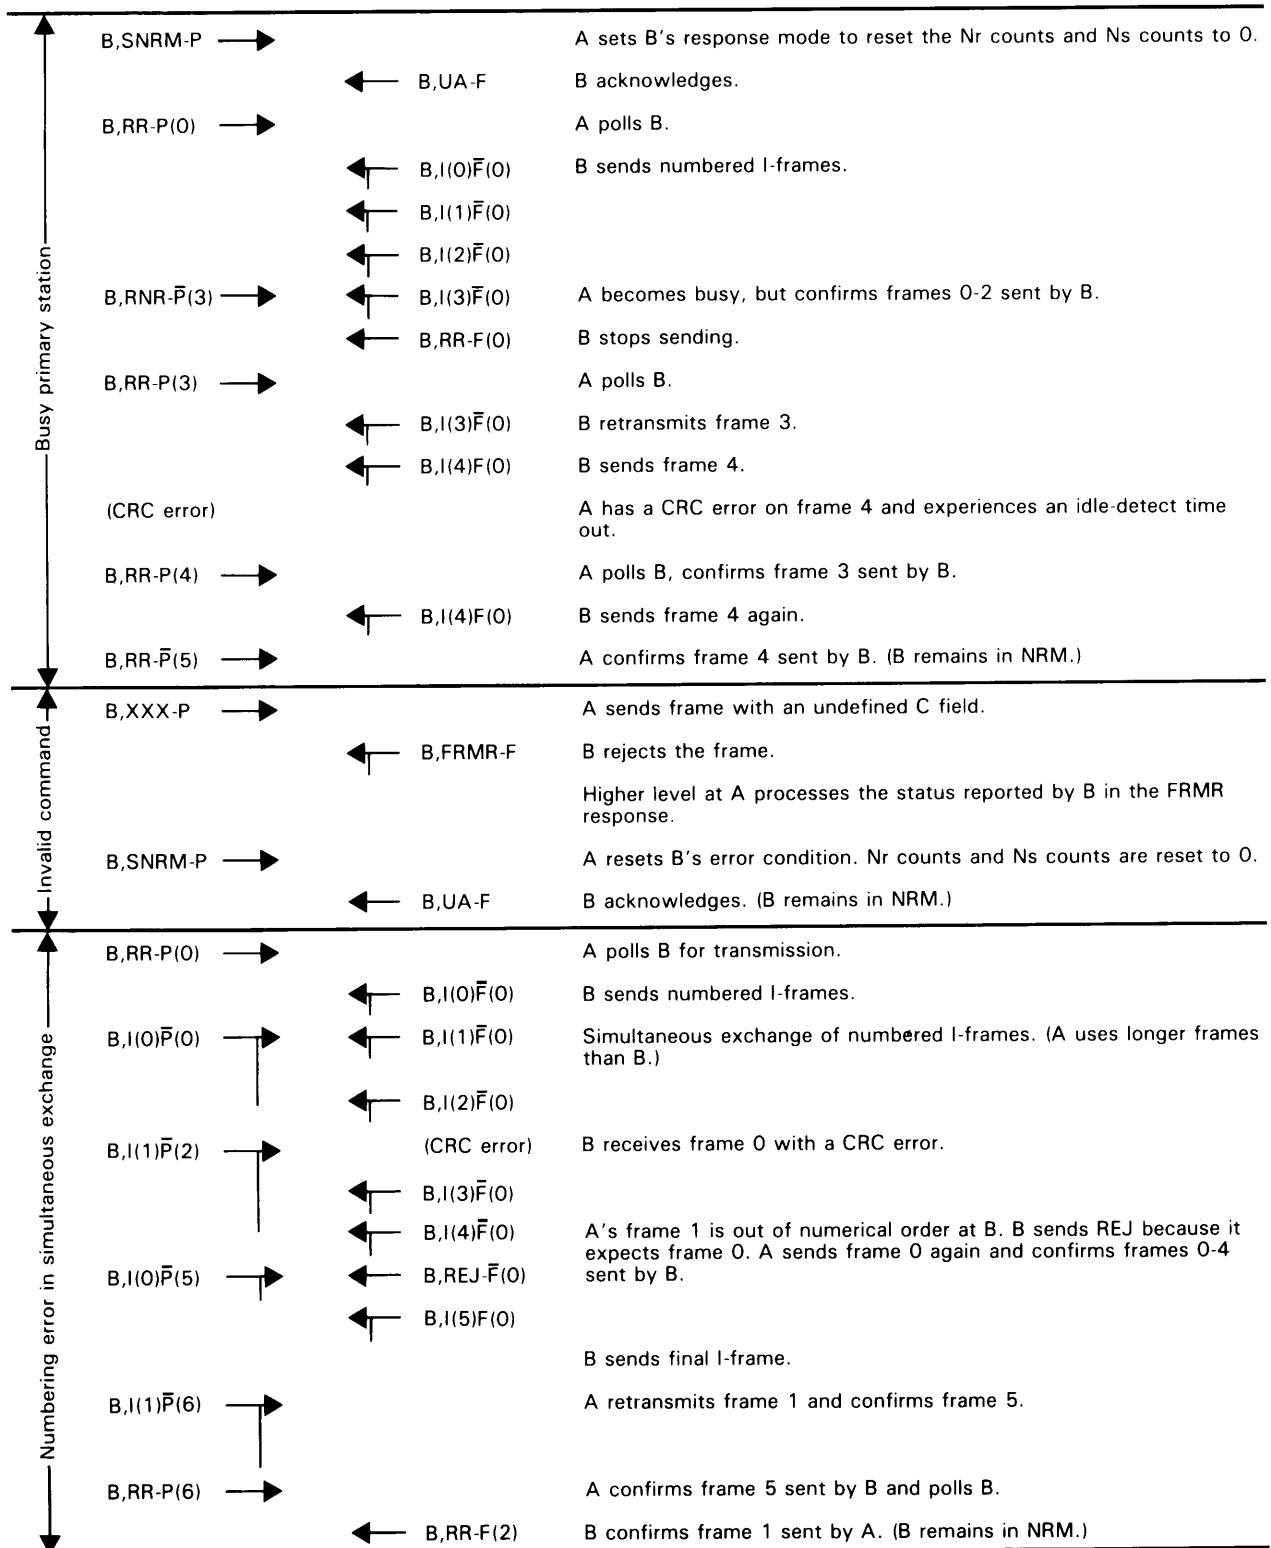 Busy primary station
B,SNRM-P A sets B's response mode to reset the Nr counts and Ns counts to 0.
B,UA-F B acknowledges.
B,RR-P(0) A polls B.
B,I(0)F̅(0) B sends numbered I-frames.
B,I(1)F̅(0)
B,I(2)F̅(0)
B,RNR-P̅(3) B,I(3)F̅(0) A becomes busy, but confirms frames 0-2 sent by B.
B,RR-F(0) B stops sending.
B,RR-P(3) A polls B.
B,I(3)F̅(0) B retransmits frame 3.
B,I(4)F(0) B sends frame 4.
(CRC error) A has a CRC error on frame 4 and experiences an idle-detect time
out.
B,RR-P(4) A polls B, confirms frame 3 sent by B.
B,I(4)F(0) B sends frame 4 again.
B,RR-P̅(5) A confirms frame 4 sent by B. (B remains in NRM.)
Invalid command
B,XXX-P A sends frame with an undefined C field.
B,FRMR-F B rejects the frame.
Higher level at A processes the status reported by B in the FRMR
response.
B,SNRM-P A resets B's error condition. Nr counts and Ns counts are reset to 0.
B,UA-F B acknowledges. (B remains in NRM.)
Numbering error in simultaneous exchange
B,RR-P(0) A polls B for transmission.
B,I(0)F̅(0) B sends numbered I-frames.
B,I(0)P̅(0) B,I(1)F̅(0) Simultaneous exchange of numbered I-frames. (A uses longer frames
than B.)
B,I(2)F̅(0)
B,I(1)P̅(2) (CRC error) B receives frame 0 with a CRC error.
B,I(3)F̅(0)
B,I(4)F̅(0) A's frame 1 is out of numerical order at B. B sends REJ because it
expects frame 0. A sends frame 0 again and confirms frames 0-4
B,I(0)P̅(5) B,REJ-F̅(0) sent by B.
B,I(5)F(0)
B sends final I-frame.
B,I(1)P̅(6) A retransmits frame 1 and confirms frame 5.
B,RR-P(6) A confirms frame 5 sent by B and polls B.
B,RR-F(2) B confirms frame 1 sent by A. (B remains in NRM.)